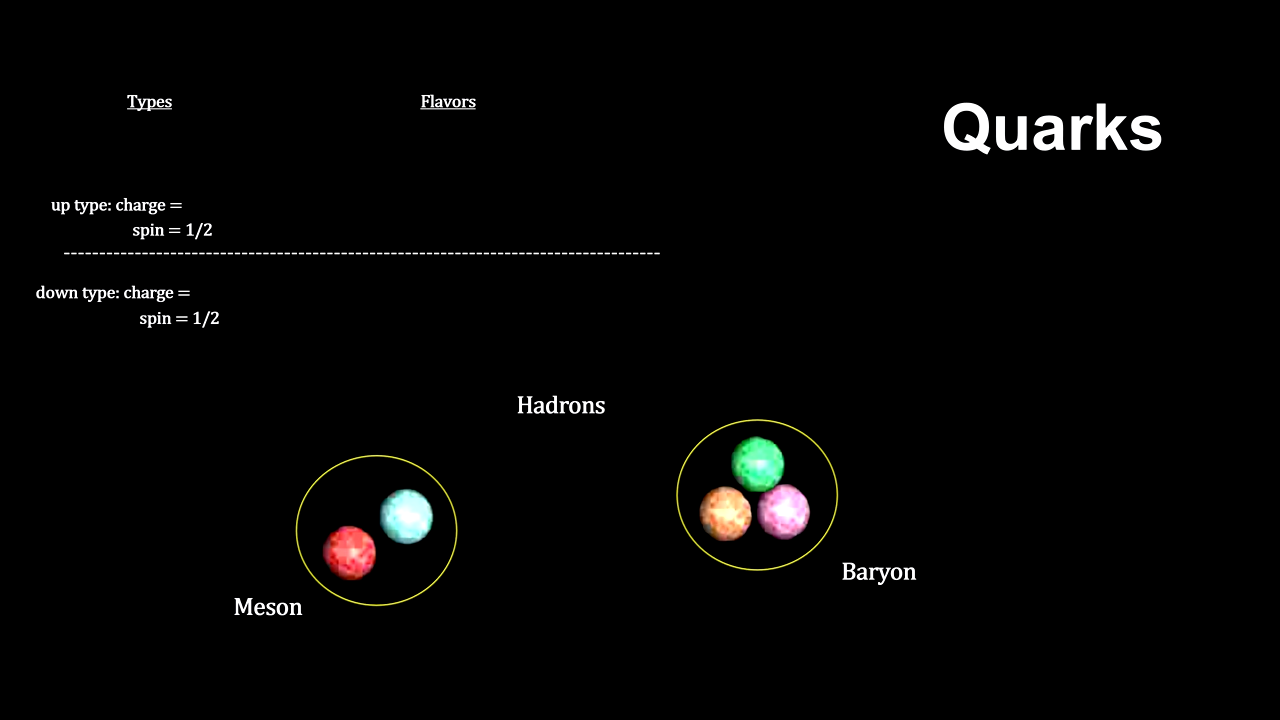 Types
Flavors
Quarks
up type: charge =
spin = 1/2
------------------------------------------------------------------------------------
down type: charge =
spin = 1/2
Hadrons
Meson
Baryon